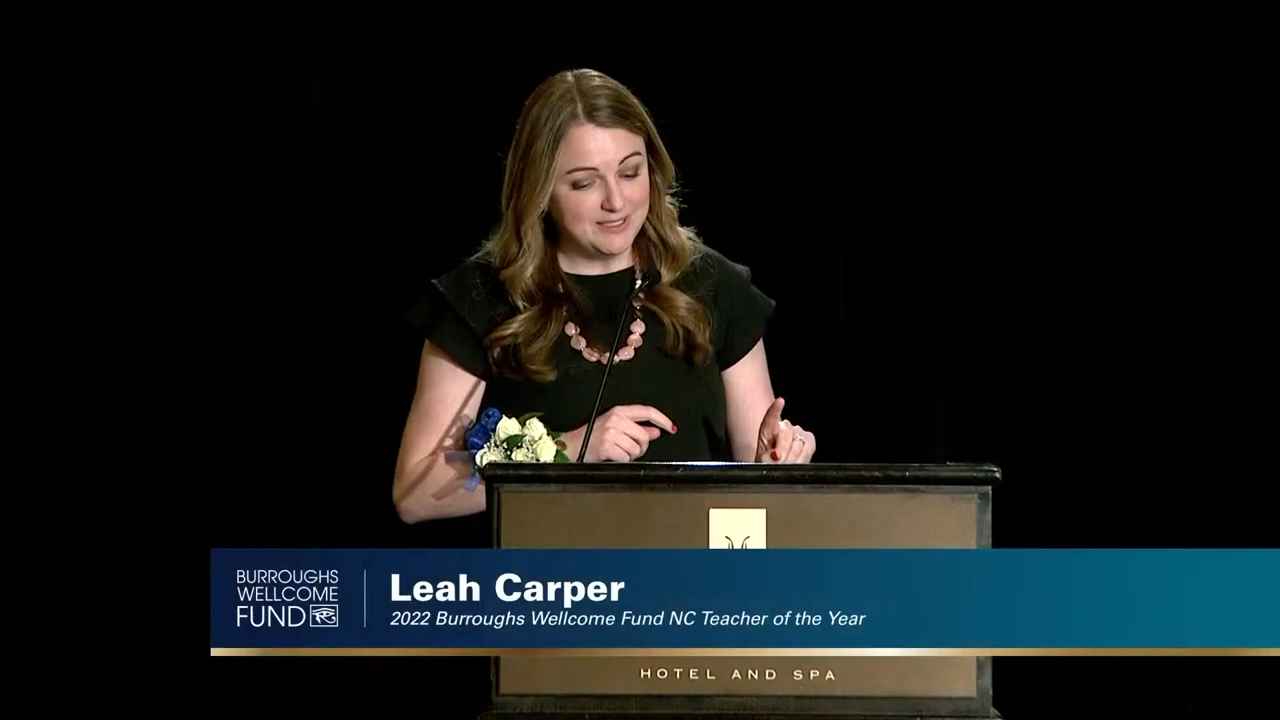 BURROUGHS
WELLCOME
FUND
Leah Carper
2022 Burroughs Wellcome Fund NC Teacher of the Year
HOTEL AND SPA